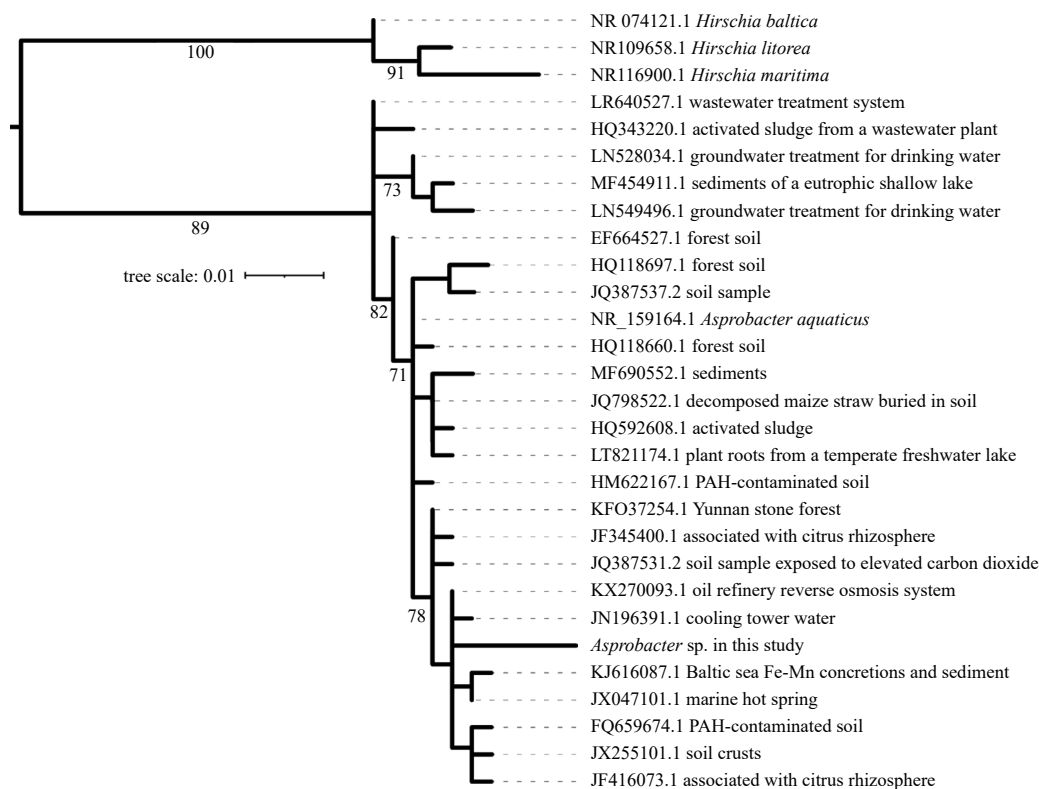 NR 074121.1 Hirschia baltica
NR109658.1 Hirschia litorea
100
91
NR116900.1 Hirschia maritima
LR640527.1 wastewater treatment system
HQ343220.1 activated sludge from a wastewater plant
LN528034.1 groundwater treatment for drinking water
73
MF454911.1 sediments of a eutrophic shallow lake
LN549496.1 groundwater treatment for drinking water
89
EF664527.1 forest soil
HQ118697.1 forest soil
tree scale: 0.01
JQ387537.2 soil sample
82
NR_159164.1 Asprobacter aquaticus
HQ118660.1 forest soil
71
MF690552.1 sediments
JQ798522.1 decomposed maize straw buried in soil
HQ592608.1 activated sludge
LT821174.1 plant roots from a temperate freshwater lake
HM622167.1 PAH-contaminated soil
KFO37254.1 Yunnan stone forest
JF345400.1 associated with citrus rhizosphere
JQ387531.2 soil sample exposed to elevated carbon dioxide
KX270093.1 oil refinery reverse osmosis system
78
JN196391.1 cooling tower water
Asprobacter sp. in this study
KJ616087.1 Baltic sea Fe-Mn concretions and sediment
JX047101.1 marine hot spring
FQ659674.1 PAH-contaminated soil
JX255101.1 soil crusts
JF416073.1 associated with citrus rhizosphere